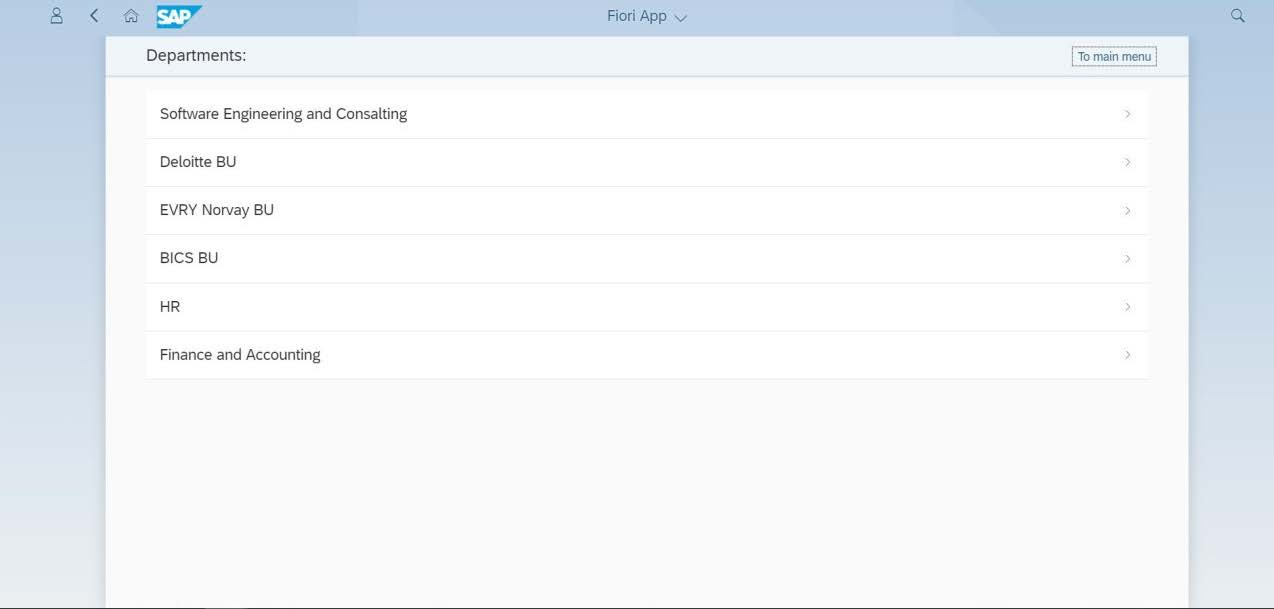 SAP
Fiori App
Departments:
To main menu
Software Engineering and Consalting
Deloitte BU
EVRY Norvay BU
BICS BU
HR
Finance and Accounting